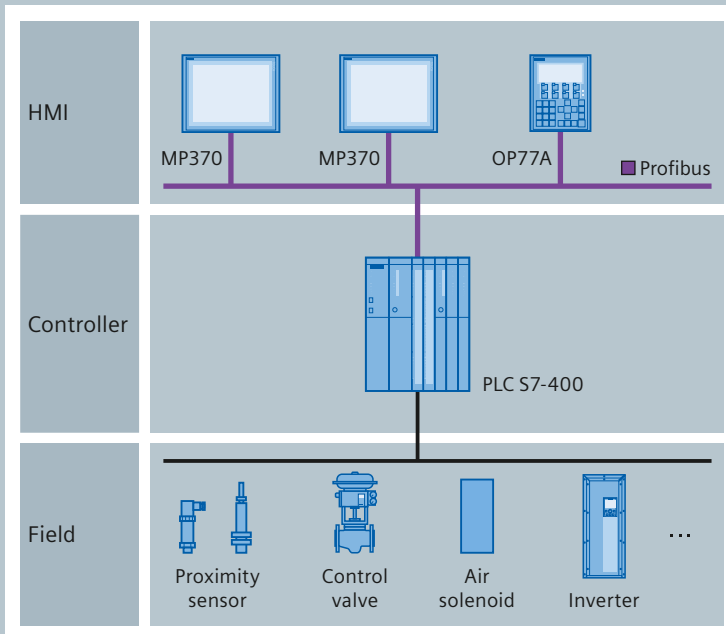 HMI
MP370
MP370
OP77A
Profibus
Controller
PLC S7-400
Field
Proximity
sensor
Control
valve
Air
solenoid
Inverter
...